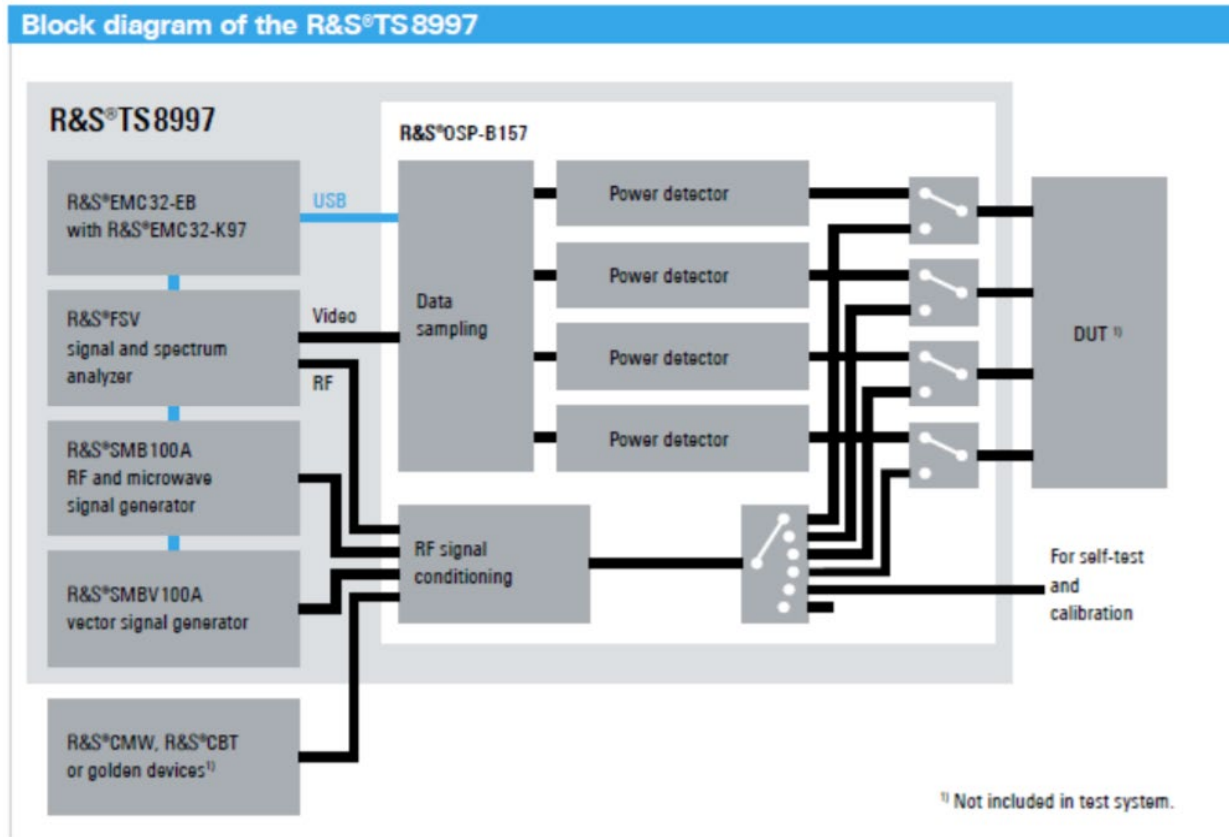 Block diagram of the R&S®TS8997
R&S®TS8997
R&S®OSP-B157
R&S®EMC32-EB
with R&S®EMC32-K97
USB
R&S®FSV
signal and spectrum
analyzer
Video
RF
R&S®SMB100A
RF and microwave
signal generator
R&S®SMBV100A
vector signal generator
R&S®CMW, R&S®CBT
or golden devices¹⁾
Data
sampling
Power detector
Power detector
Power detector
Power detector
RF signal
conditioning
DUT ¹⁾
For self-test
and
calibration
¹⁾ Not included in test system.